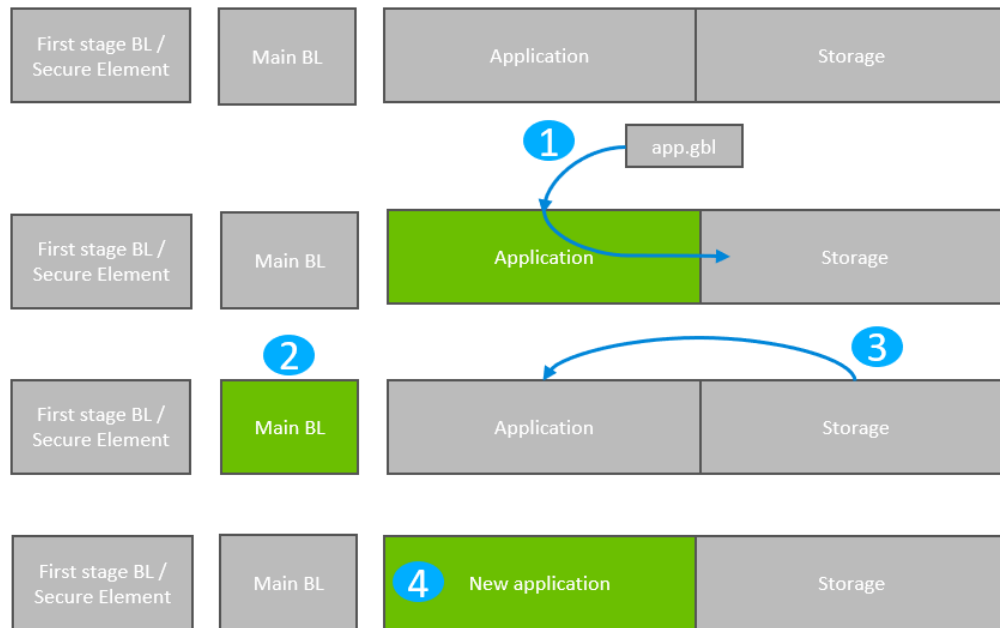 First stage BL /
Secure Element
Main BL
Application
Storage
1
app.gbl
First stage BL /
Secure Element
Main BL
Application
Storage
2
3
First stage BL /
Secure Element
Main BL
Application
Storage
First stage BL /
Secure Element
Main BL
4
New application
Storage